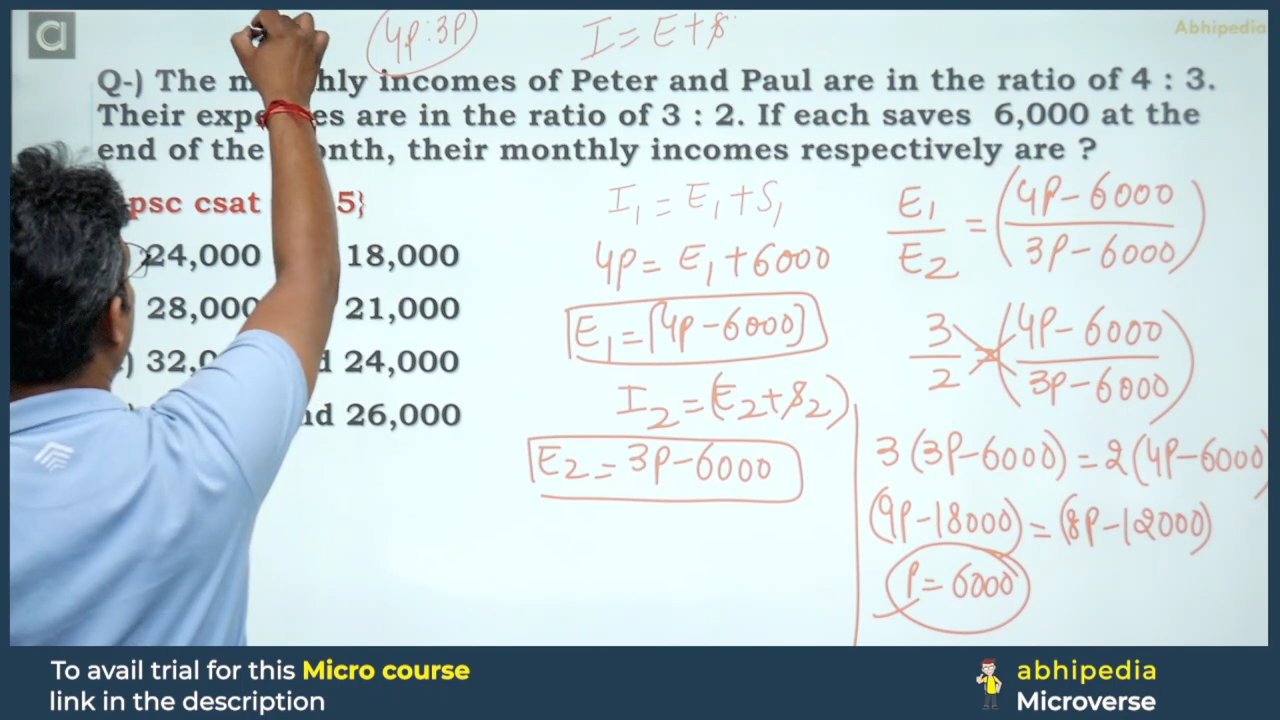 4P:3P I = E + S
Abhipedia
Q-) The m hly incomes of Peter and Paul are in the ratio of 4 : 3.
Their expe es are in the ratio of 3 : 2. If each saves 6,000 at the
end of the onth, their monthly incomes respectively are ?
psc csat 5}
24,000 18,000
28,000 21,000
) 32,0 d 24,000
nd 26,000
I₁ = E₁ + S₁
4P = E₁ + 6000
E₁ = (4P - 6000)
I₂ = (E₂ + S₂)
E₂ = 3P - 6000
E₁/E₂ = (4P - 6000 / 3P - 6000)
3/2 = (4P - 6000 / 3P - 6000)
3 (3P - 6000) = 2 (4P - 6000)
(9P - 18000) = (8P - 12000)
P = 6000
To avail trial for this Micro course
link in the description
abhipedia
Microverse